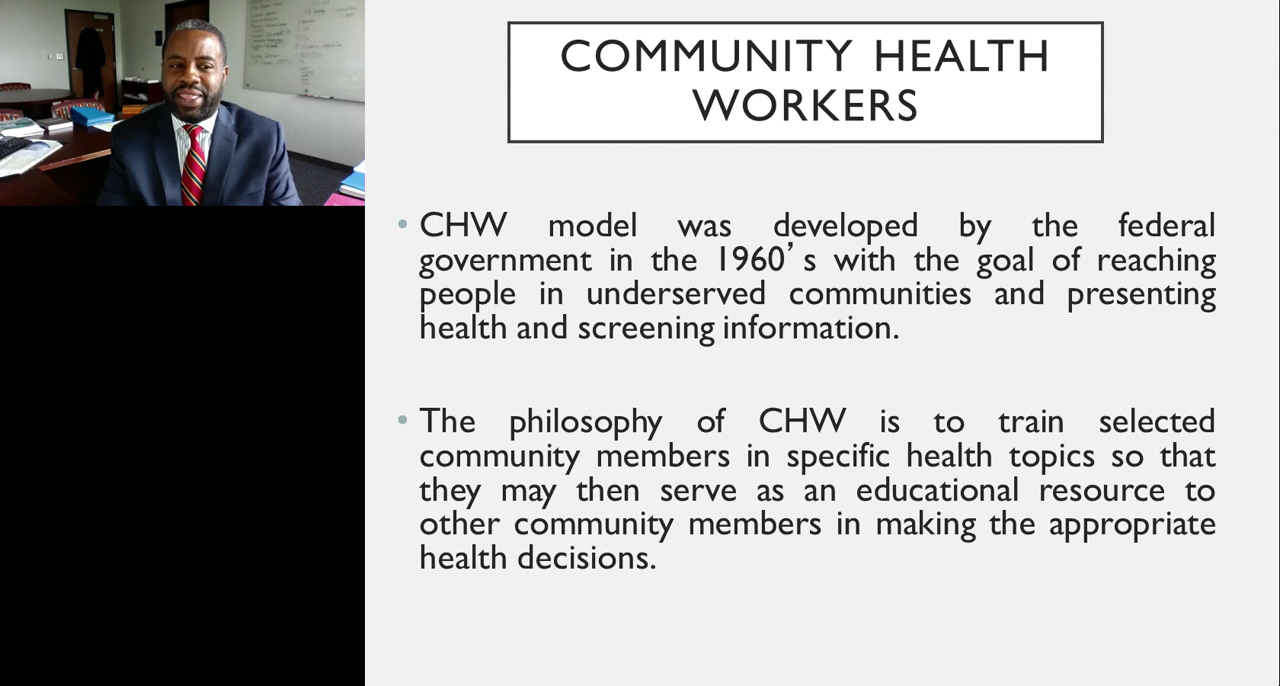 COMMUNITY HEALTH
WORKERS
• CHW model was developed by the federal
government in the 1960’s with the goal of reaching
people in underserved communities and presenting
health and screening information.
• The philosophy of CHW is to train selected
community members in specific health topics so that
they may then serve as an educational resource to
other community members in making the appropriate
health decisions.